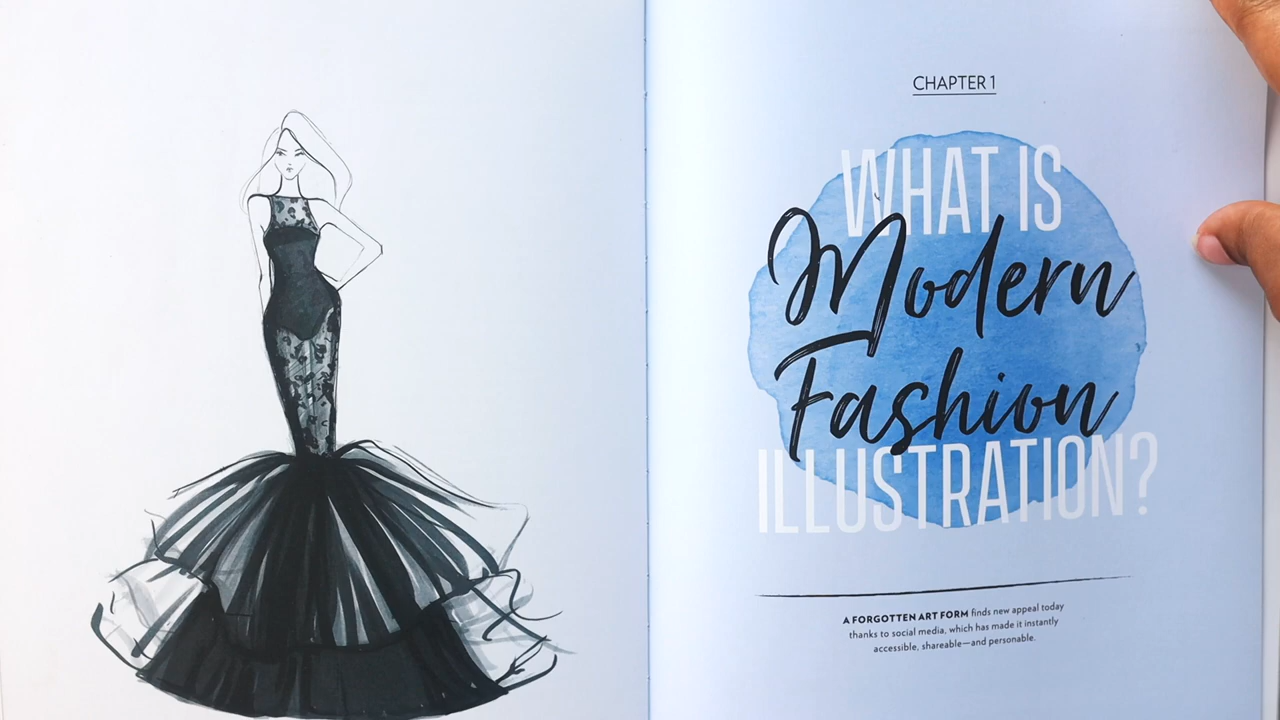 CHAPTER 1
WHAT IS
Modern
Fashion
ILLUSTRATION?
A FORGOTTEN ART FORM finds new appeal today
thanks to social media, which has made it instantly
accessible, shareable—and personable.